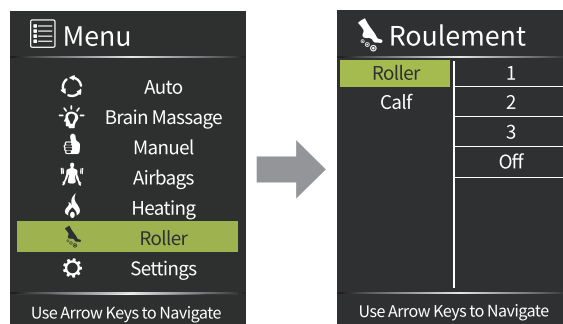 Menu
Auto
Brain Massage
Manuel
Airbags
Heating
Roller
Settings
Use Arrow Keys to Navigate
Roulement
Roller
1
Calf
2
3
Off
Use Arrow Keys to Navigate